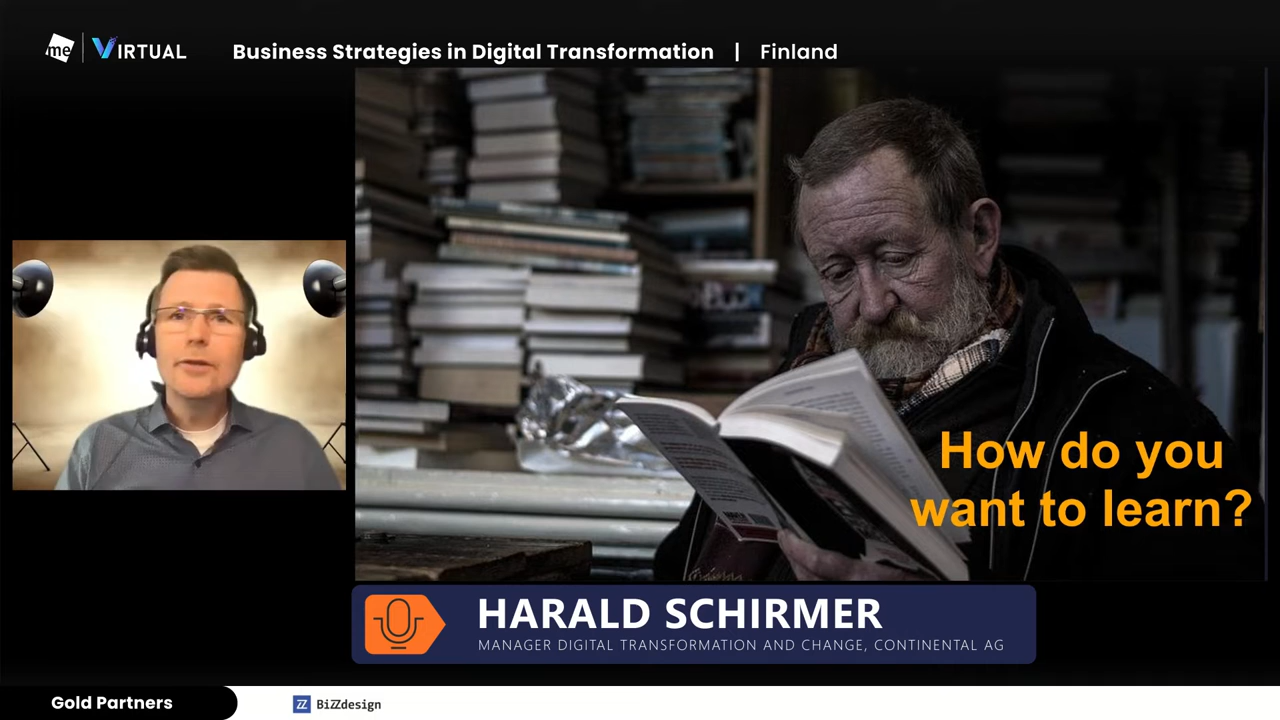 me VIRTUAL
Business Strategies in Digital Transformation | Finland
How do you
want to learn?
HARALD SCHIRMER
MANAGER DIGITAL TRANSFORMATION AND CHANGE, CONTINENTAL AG
Gold Partners
BiZZdesign